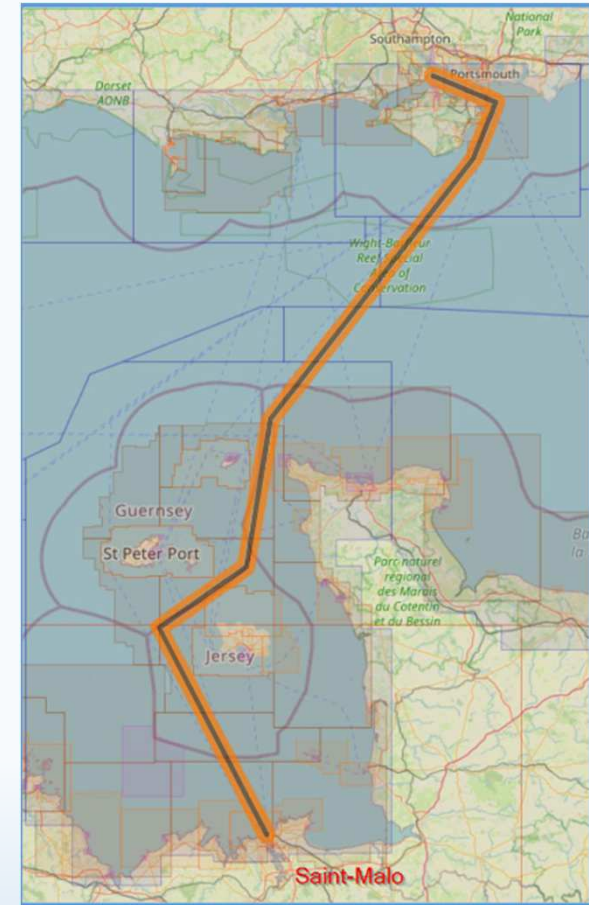 National
Park
Southampton
Portsmouth
Dorset
AONB
Wight-Barfleur
Reef Special
Area of
Conservation
Guernsey
St Peter Port
Parc naturel
régional
des Marais
du Cotentin
et du Bessin
Jersey
Saint-Malo